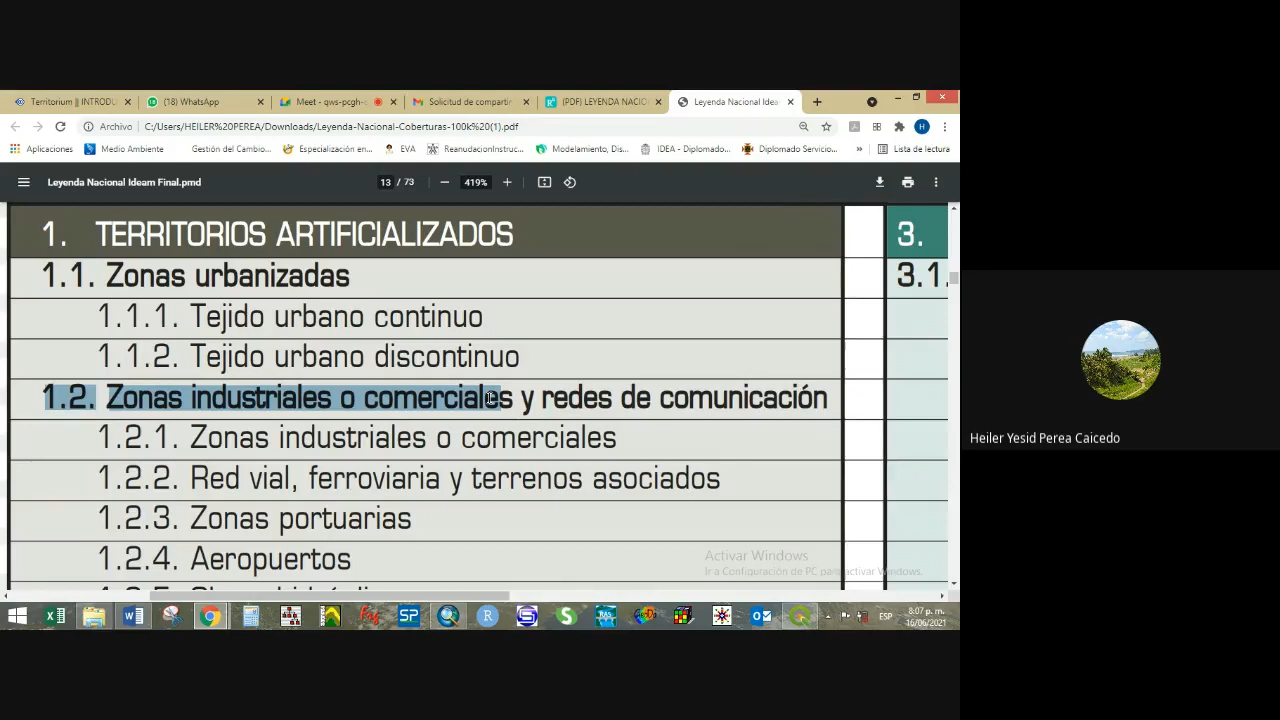 Territorium || INTRODU
(18) WhatsApp
Meet - qws-pcgh-
Solicitud de compartir
(PDF) LEYENDA NACIO
Leyenda Nacional Idea
Archivo
C:/Users/HEILER%20PEREA/Downloads/Leyenda-Nacional-Coberturas-100k%20(1).pdf
Aplicaciones
Medio Ambiente
Gestión del Cambio...
Especialización en...
EVA
ReanudacionInstruc...
Modelamiento, Dis...
IDEA - Diplomado...
Diplomado Servicio...
Lista de lectura
Leyenda Nacional Ideam Final.pmd
13 / 73
419%
1. TERRITORIOS ARTIFICIALIZADOS
3.
1.1. Zonas urbanizadas
3.1.
1.1.1. Tejido urbano continuo
1.1.2. Tejido urbano discontinuo
1.2. Zonas industriales o comerciales y redes de comunicación
1.2.1. Zonas industriales o comerciales
1.2.2. Red vial, ferroviaria y terrenos asociados
1.2.3. Zonas portuarias
1.2.4. Aeropuertos
Activar Windows
Ir a Configuración de PC para activar Windows.
Heiler Yesid Perea Caicedo
ESP
8:07 p. m.
16/06/2021